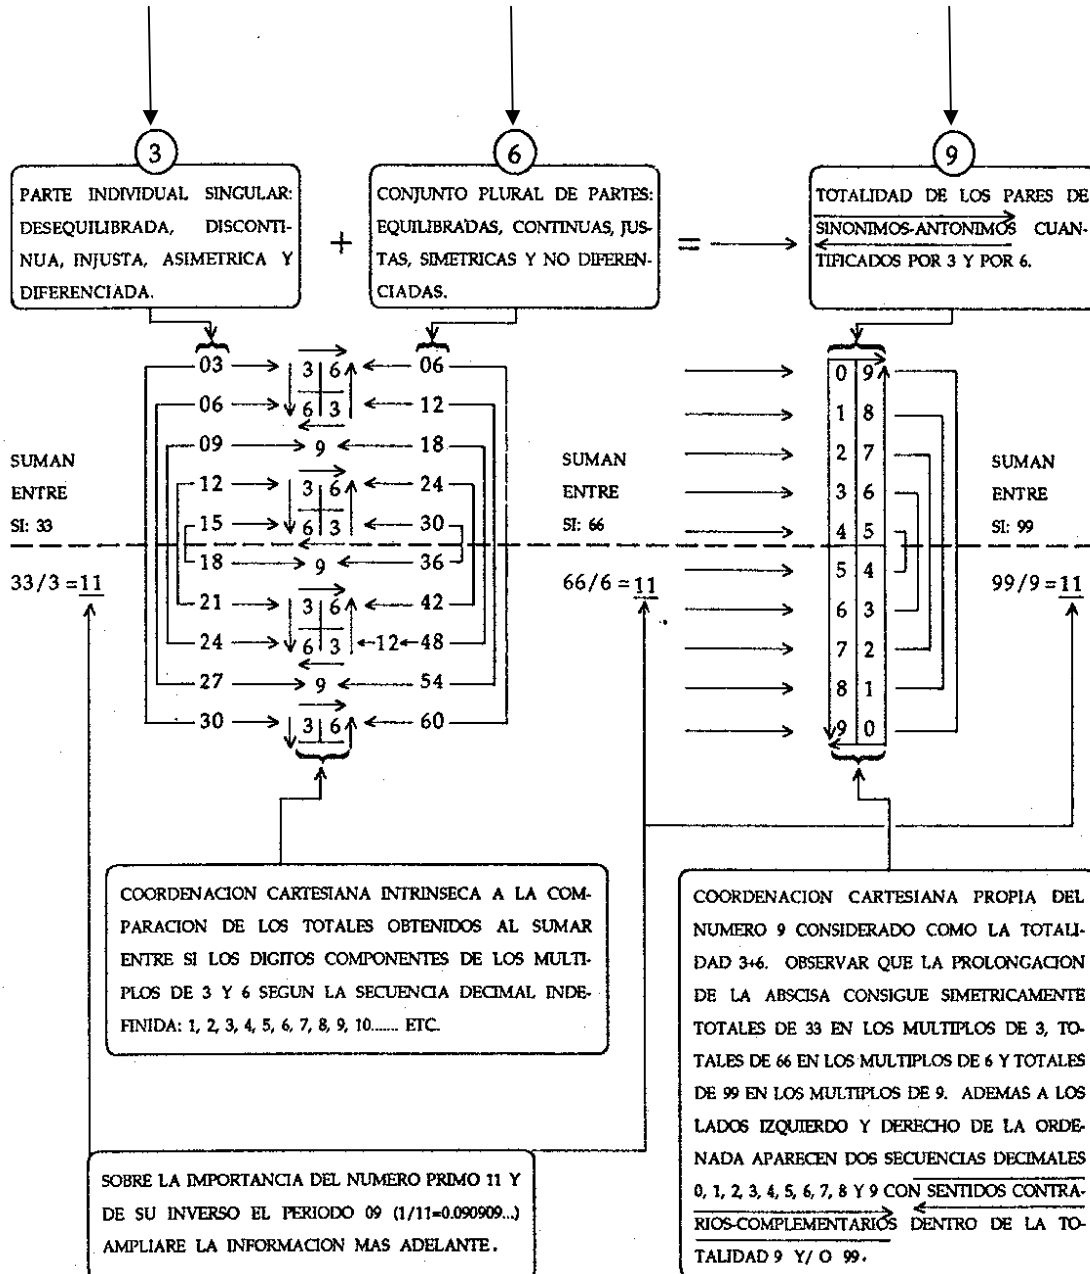 3
PARTE INDIVIDUAL SINGULAR:
DESEQUILIBRADA, DISCONTI-
NUA, INJUSTA, ASIMETRICA Y
DIFERENCIADA.
+
6
CONJUNTO PLURAL DE PARTES:
EQUILIBRADAS, CONTINUAS, JUS-
TAS, SIMETRICAS Y NO DIFEREN-
CIADAS.
=
9
TOTALIDAD DE LOS PARES DE
SINONIMOS-ANTONIMOS CUAN-
TIFICADOS POR 3 Y POR 6.
03 3 6 06
06 6 3 12
09 9 18
12 3 6 24
15 6 3 30
18 9 36
21 3 6 42
24 6 3 12 48
27 9 54
30 3 6 60
SUMAN
ENTRE
SI: 33
33/3=11
SUMAN
ENTRE
SI: 66
66/6=11
0 9
1 8
2 7
3 6
4 5
5 4
6 3
7 2
8 1
9 0
SUMAN
ENTRE
SI: 99
99/9=11
COORDENACION CARTESIANA INTRINSECA A LA COM-
PARACION DE LOS TOTALES OBTENIDOS AL SUMAR
ENTRE SI LOS DIGITOS COMPONENTES DE LOS MULTI-
PLOS DE 3 Y 6 SEGUN LA SECUENCIA DECIMAL INDE-
FINIDA: 1, 2, 3, 4, 5, 6, 7, 8, 9, 10....... ETC.
SOBRE LA IMPORTANCIA DEL NUMERO PRIMO 11 Y
DE SU INVERSO EL PERIODO 09 (1/11=0.090909...)
AMPLIARE LA INFORMACION MAS ADELANTE.
COORDENACION CARTESIANA PROPIA DEL
NUMERO 9 CONSIDERADO COMO LA TOTALI-
DAD 3+6. OBSERVAR QUE LA PROLONGACION
DE LA ABSCISA CONSIGUE SIMETRICAMENTE
TOTALES DE 33 EN LOS MULTIPLOS DE 3, TO-
TALES DE 66 EN LOS MULTIPLOS DE 6 Y TOTALES
DE 99 EN LOS MULTIPLOS DE 9. ADEMAS A LOS
LADOS IZQUIERDO Y DERECHO DE LA ORDE-
NADA APARECEN DOS SECUENCIAS DECIMALES
0, 1, 2, 3, 4, 5, 6, 7, 8 Y 9 CON SENTIDOS CONTRA-
RIOS-COMPLEMENTARIOS DENTRO DE LA TO-
TALIDAD 9 Y/O 99.